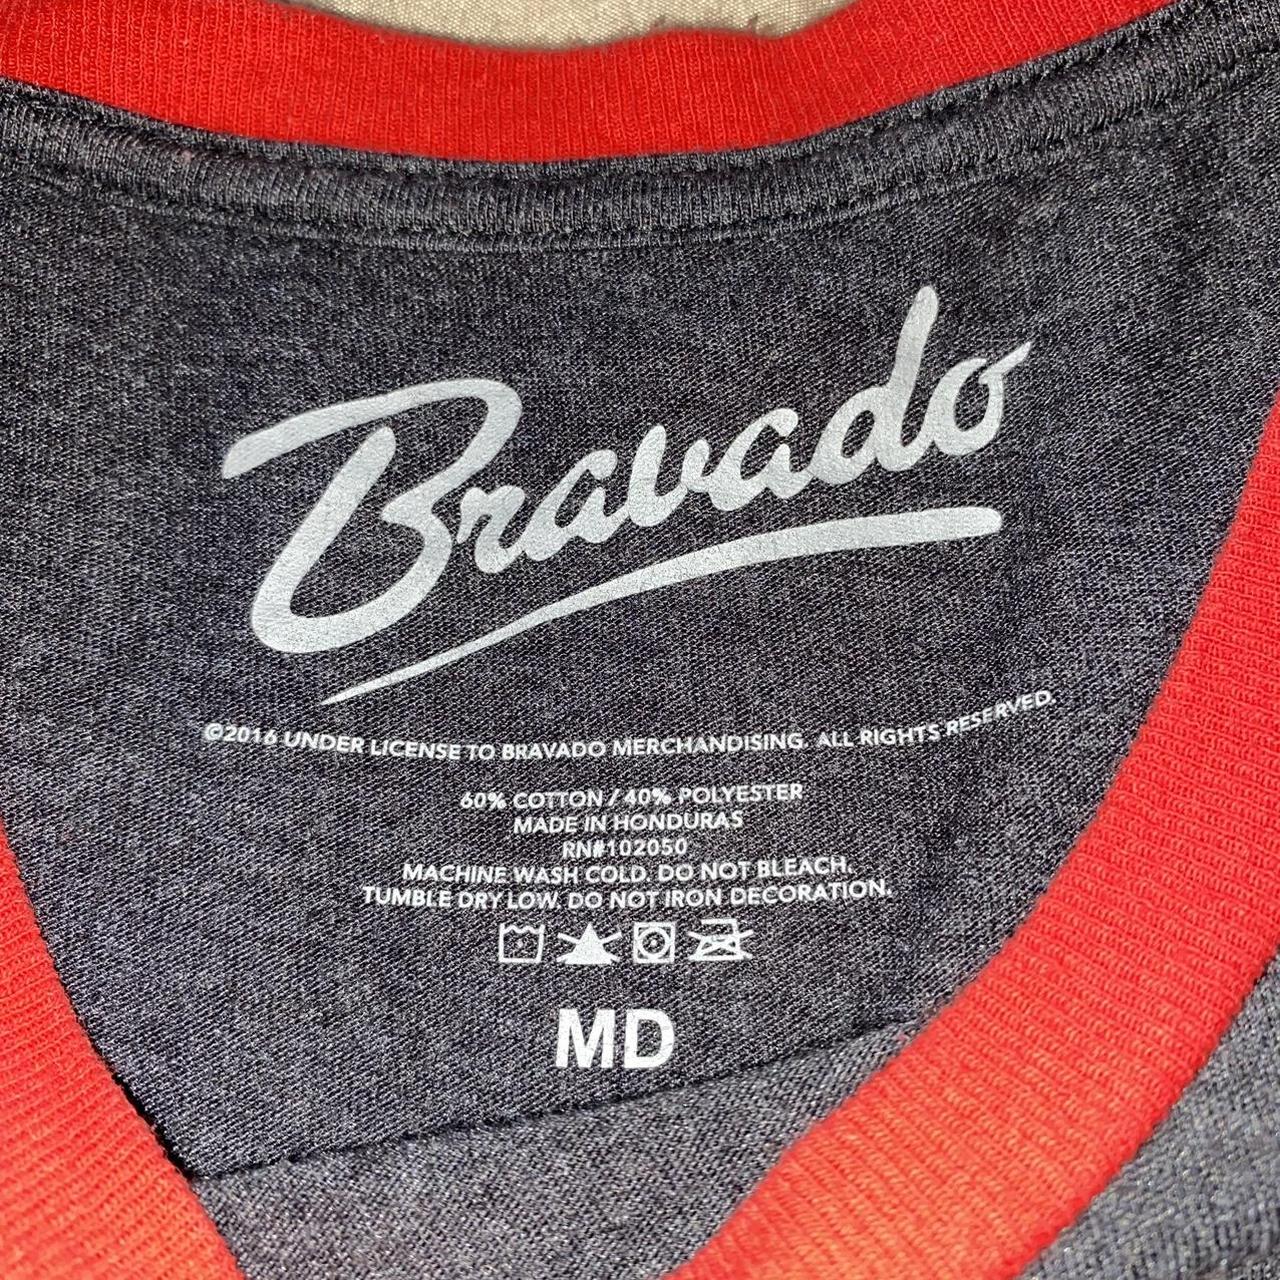 Bravado
©2016 UNDER LICENSE TO BRAVADO MERCHANDISING. ALL RIGHTS RESERVED.
60% COTTON / 40% POLYESTER
MADE IN HONDURAS
RN#102050
MACHINE WASH COLD. DO NOT BLEACH.
TUMBLE DRY LOW. DO NOT IRON DECORATION.
MD